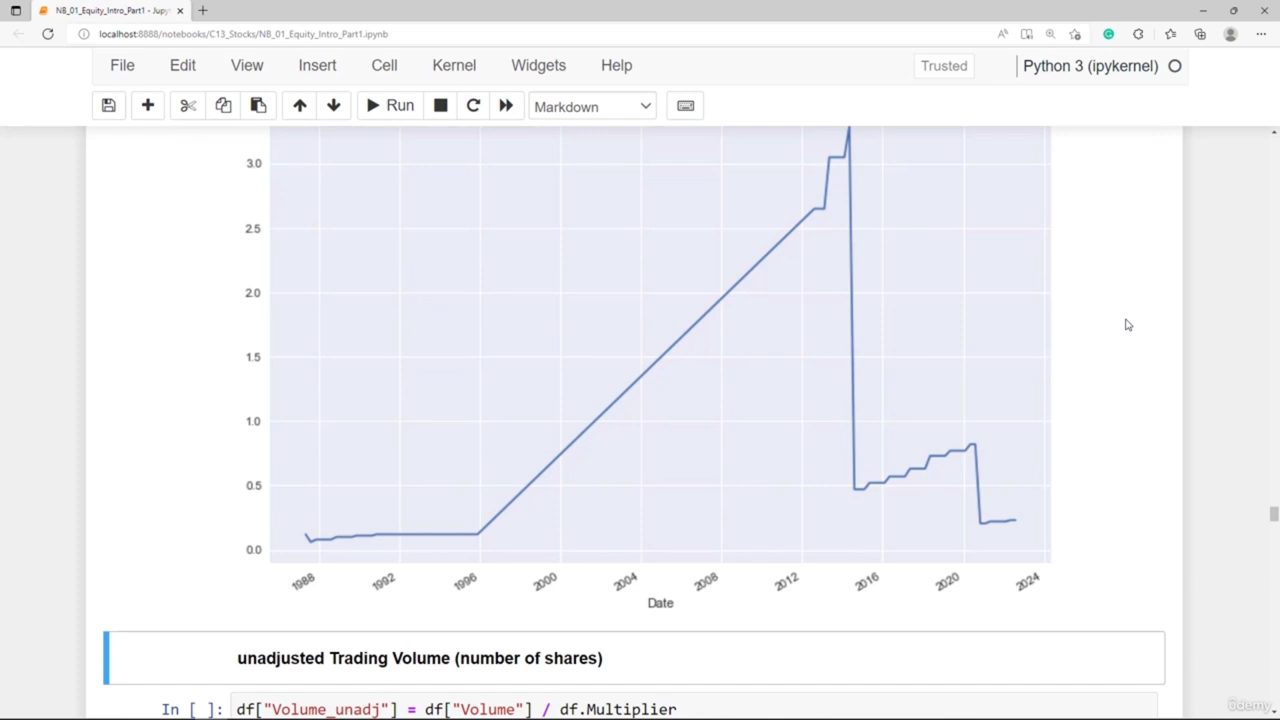 NB_01_Equity_Intro_Part1 - Jupy
localhost:8888/notebooks/C13_Stocks/NB_01_Equity_Intro_Part1.ipynb
File Edit View Insert Cell Kernel Widgets Help Trusted Python 3 (ipykernel)
Run Markdown
3.0
2.5
2.0
1.5
1.0
0.5
0.0
1988 1992 1996 2000 2004 2008 2012 2016 2020 2024
Date
unadjusted Trading Volume (number of shares)
In [ ]: df["Volume_unadj"] = df["Volume"] / df.Multiplier
ûdemy